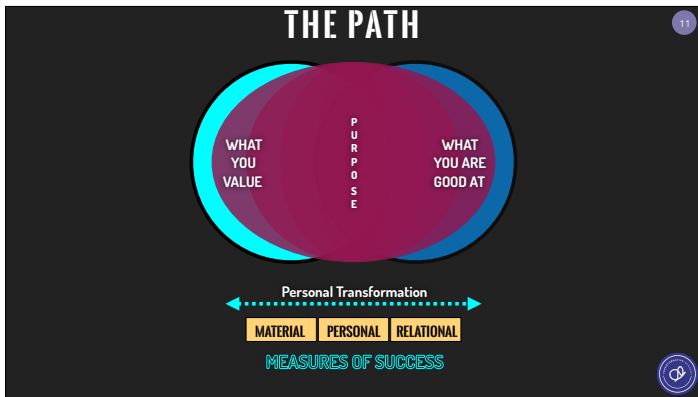 THE PATH
11
WHAT
YOU
VALUE
PURPOSE
WHAT
YOU ARE
GOOD AT
Personal Transformation
MATERIAL PERSONAL RELATIONAL
MEASURES OF SUCCESS